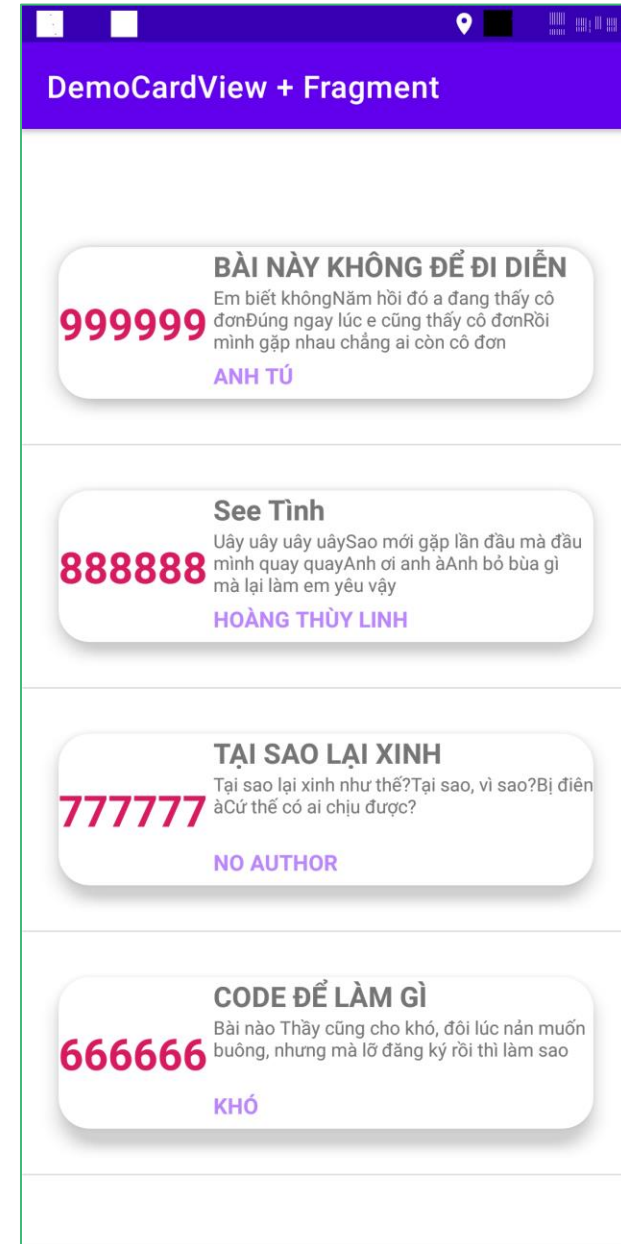 DemoCardView + Fragment
BÀI NÀY KHÔNG ĐỂ ĐI DIỄN
Em biết khôngNăm hồi đó a đang thấy cô
999999
đơnĐúng ngay lúc e cũng thấy cô đơnRồi
mình gặp nhau chẳng ai còn cô đơn
ANH TÚ
See Tình
Uây uây uây uâySao mới gặp lần đầu mà đầu
888888
mình quay quayAnh ơi anh àAnh bỏ bùa gì
mà lại làm em yêu vậy
HOÀNG THÙY LINH
TẠI SAO LẠI XINH
Tại sao lại xinh như thế?Tại sao, vì sao?Bị điên
777777
àCứ thế có ai chịu được?
NO AUTHOR
CODE ĐỂ LÀM GÌ
Bài nào Thầy cũng cho khó, đôi lúc nản muốn
666666
buông, nhưng mà lỡ đăng ký rồi thì làm sao
KHÓ